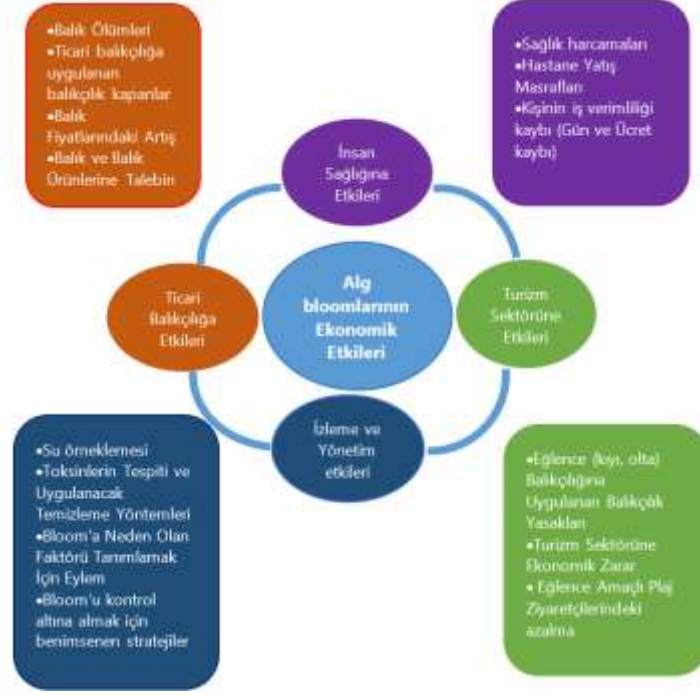 •Balık Ölümleri
•Ticari balıkçılığa
uygulanan
balıkçılık kapanlar
•Balık
Fiyatlarındaki Artış
•Balık ve Balık
Ürünlerine Talebin
•Sağlık harcamaları
•Hastane Yatış
Masrafları
•Kişinin iş verimliliği
kaybı (Gün ve Ücret
kaybı)
İnsan
Sağlığına
Etkileri
Ticari
Balıkçılığa
Etkileri
Alg
bloomlarının
Ekonomik
Etkileri
Turizm
Sektörüne
Etkileri
İzleme ve
Yönetim
etkileri
•Su örneklemesi
•Toksinlerin Tespiti ve
Uygulanacak
Temizleme Yöntemleri
•Bloom'a Neden Olan
Faktörü Tanımlamak
İçin Eylem
•Bloom'u kontrol
altına almak için
benimsenen stratejiler
•Eğlence (kıyı, olta)
Balıkçılığına
Uygulanan Balıkçılık
Yasakları
•Turizm Sektörüne
Ekonomik Zarar
• Eğlence Amaçlı Plaj
Ziyaretçilerindeki
azalma